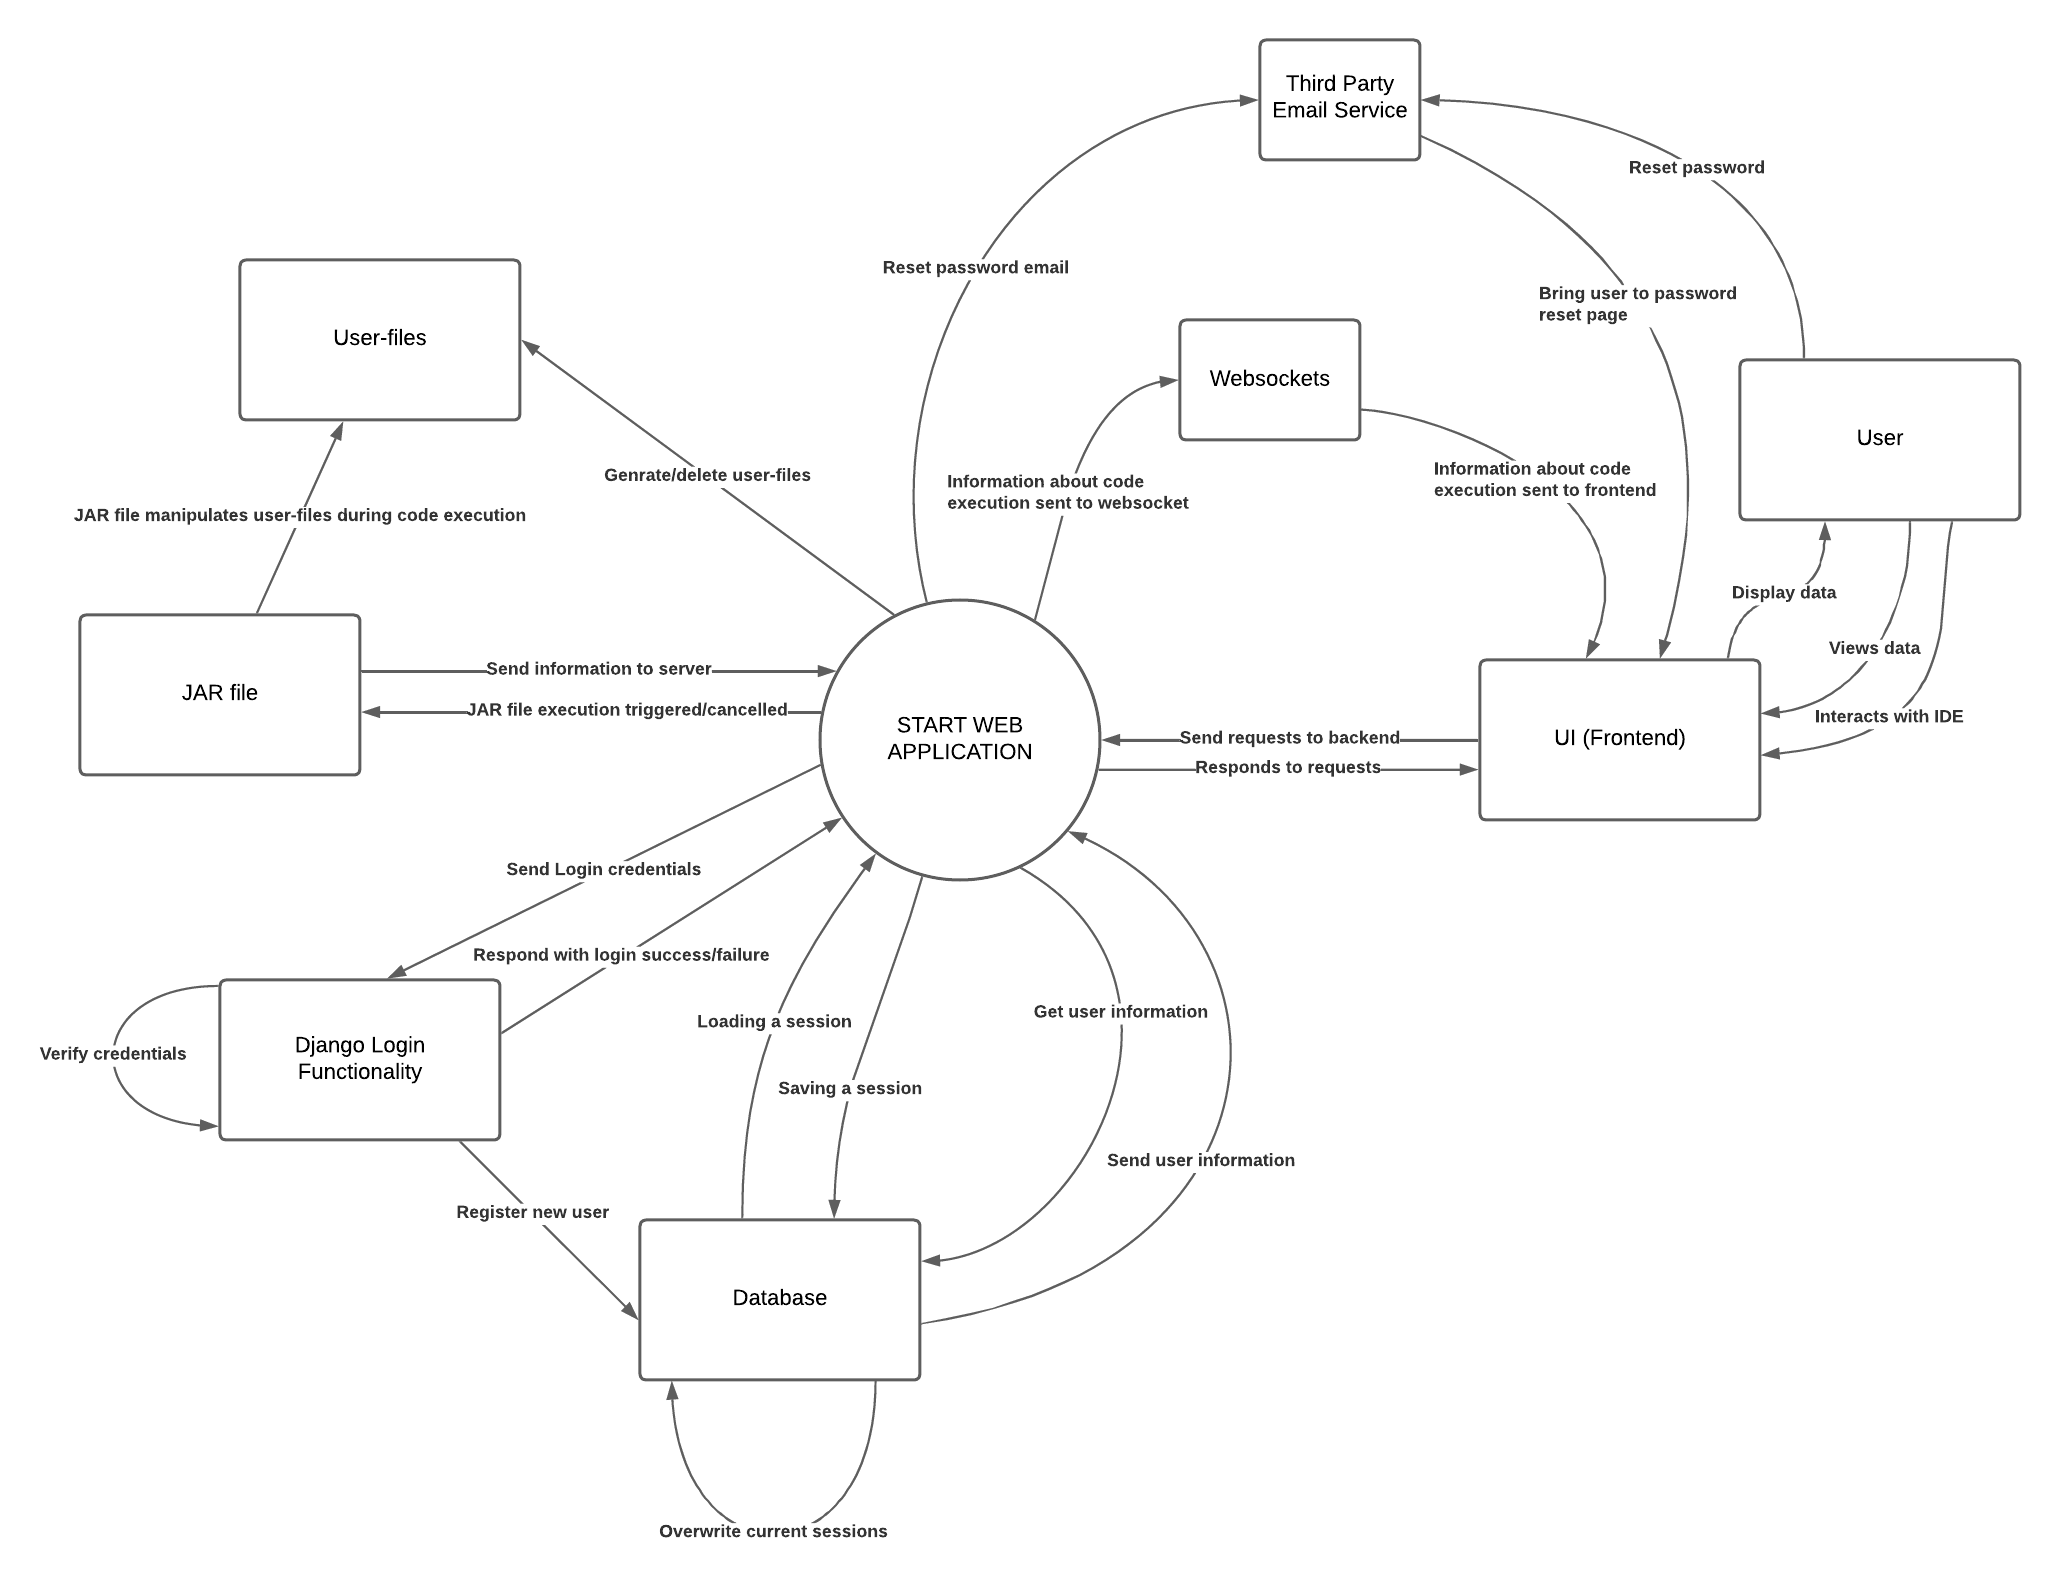 Third Party
Email Service
Reset password
Reset password email
Bring user to password
reset page
User-files
Websockets
User
Genrate/delete user-files
Information about code
execution sent to websocket
Information about code
execution sent to frontend
JAR file manipulates user-files during code execution
Display data
Views data
Interacts with IDE
JAR file
Send information to server
JAR file execution triggered/cancelled
START WEB
APPLICATION
Send requests to backend
Responds to requests
UI (Frontend)
Send Login credentials
Respond with login success/failure
Loading a session
Get user information
Verify credentials
Django Login
Functionality
Saving a session
Send user information
Register new user
Database
Overwrite current sessions